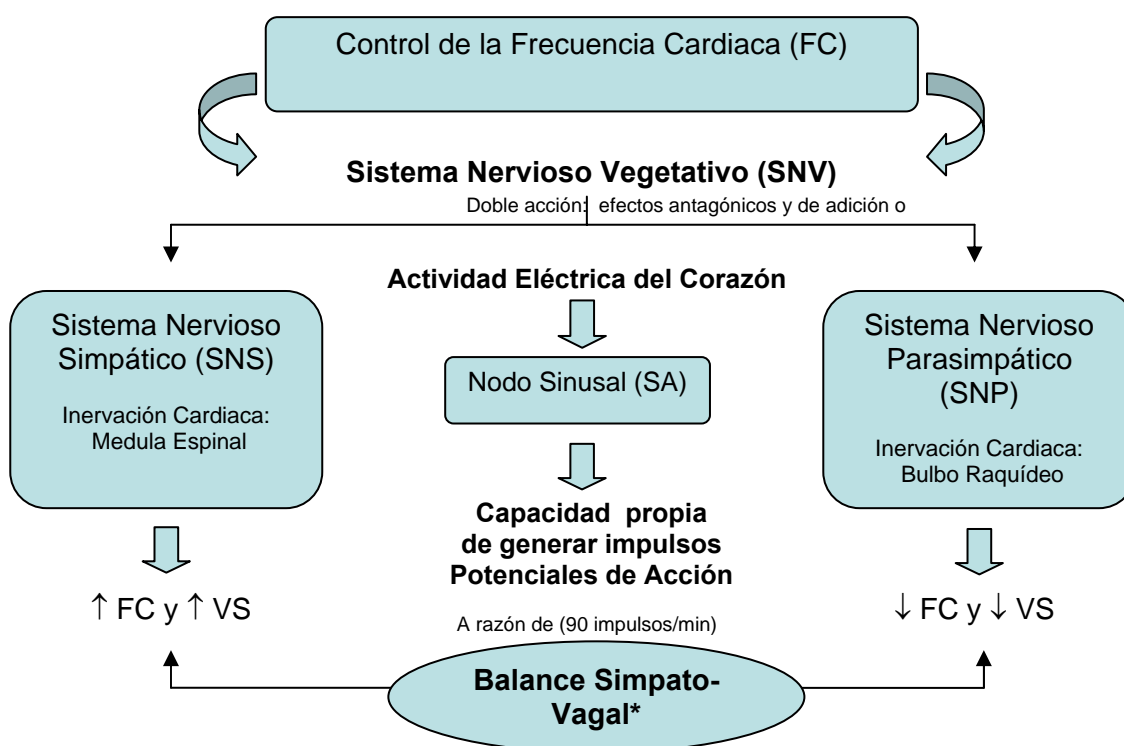 Control de la Frecuencia Cardiaca (FC)
Sistema Nervioso Vegetativo (SNV)
Doble acción: efectos antagónicos y de adición o
Actividad Eléctrica del Corazón
Sistema Nervioso
Simpático (SNS)
Inervación Cardiaca:
Medula Espinal
Nodo Sinusal (SA)
Sistema Nervioso
Parasimpático
(SNP)
Inervación Cardiaca:
Bulbo Raquídeo
Capacidad propia
de generar impulsos
Potenciales de Acción
↑ FC y ↑ VS
A razón de (90 impulsos/min)
↓ FC y ↓ VS
Balance Simpato-
Vagal*